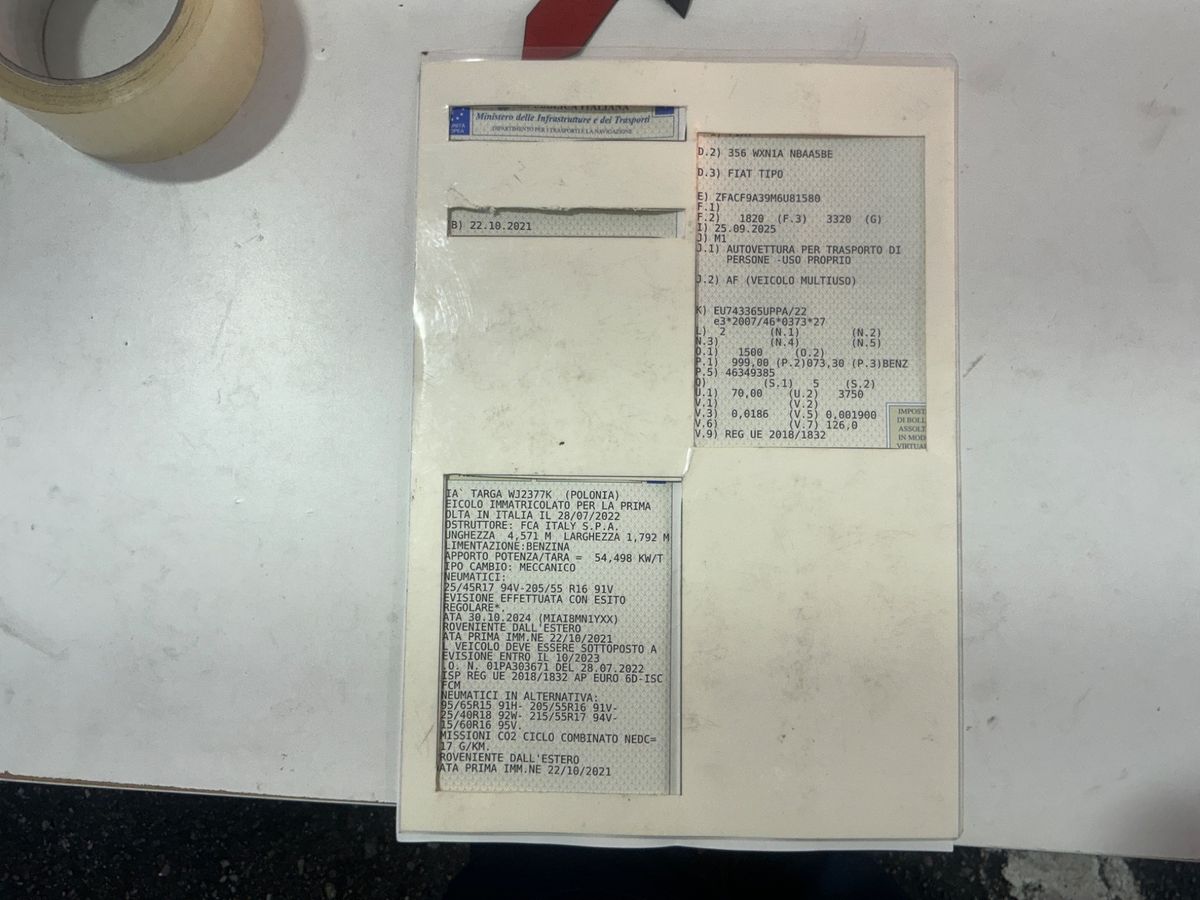 ITALIANA
Ministero delle Infrastrutture e dei Trasporti
DIPARTIMENTO PER I TRASPORTI E LA NAVIGAZIONE
B) 22.10.2021
D.2) 356 WXN1A NBAA5BE
D.3) FIAT TIPO
E) ZFACF9A39M6U81580
F.1)
F.2) 1820 (F.3) 3320 (G)
I) 25.09.2025
J) M1
J.1) AUTOVETTURA PER TRASPORTO DI
PERSONE -USO PROPRIO
J.2) AF (VEICOLO MULTIUSO)
K) EU743365UPPA/22
e3*2007/46*0373*27
L) 2 (N.1) (N.2)
N.3) (N.4) (N.5)
O.1) 1500 (O.2)
P.1) 999,00 (P.2)073,30 (P.3)BENZ
P.5) 46349385
Q) (S.1) 5 (S.2)
U.1) 70,00 (U.2) 3750
V.1) (V.2)
V.3) 0,0186 (V.5) 0,001900
V.6) (V.7) 126,0
V.9) REG UE 2018/1832
IMPOST
DI BOLL
ASSOLT
IN MOD
VIRTUAL
IA` TARGA WJ2377K (POLONIA)
EICOLO IMMATRICOLATO PER LA PRIMA
OLTA IN ITALIA IL 28/07/2022
OSTRUTTORE: FCA ITALY S.P.A.
UNGHEZZA 4,571 M LARGHEZZA 1,792 M
LIMENTAZIONE:BENZINA
APPORTO POTENZA/TARA = 54,498 KW/T
IPO CAMBIO: MECCANICO
NEUMATICI:
25/45R17 94V-205/55 R16 91V
EVISIONE EFFETTUATA CON ESITO
REGOLARE*.
ATA 30.10.2024 (MIAI8MN1YXX)
ROVENIENTE DALL'ESTERO
ATA PRIMA IMM.NE 22/10/2021
L VEICOLO DEVE ESSERE SOTTOPOSTO A
EVISIONE ENTRO IL 10/2023
.O. N. 01PA303671 DEL 28.07.2022
ISP REG UE 2018/1832 AP EURO 6D-ISC
FCM
NEUMATICI IN ALTERNATIVA:
95/65R15 91H- 205/55R16 91V-
25/40R18 92W- 215/55R17 94V-
15/60R16 95V.
MISSIONI CO2 CICLO COMBINATO NEDC=
17 G/KM.
ROVENIENTE DALL'ESTERO
ATA PRIMA IMM.NE 22/10/2021